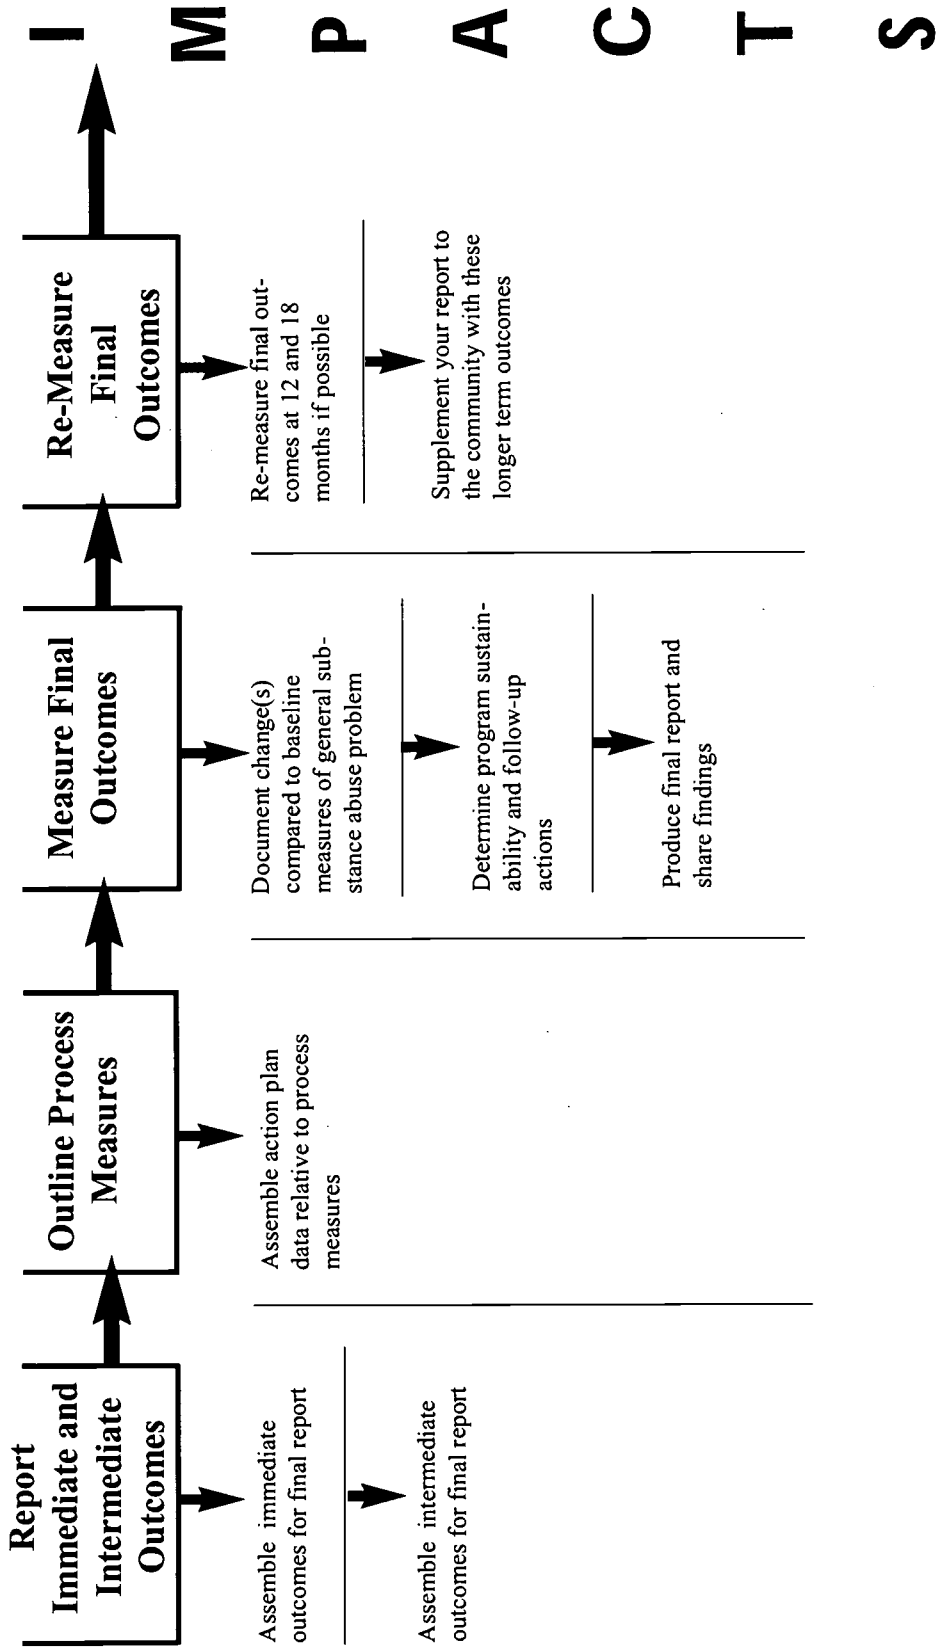 Report
Immediate and
Intermediate
Outcomes
Assemble immediate
outcomes for final report
Assemble intermediate
outcomes for final report
Outline Process
Measures
Assemble action plan
data relative to process
measures
Measure Final
Outcomes
Document change(s)
compared to baseline
measures of general sub-
stance abuse problem
Determine program sustain-
ability and follow-up
actions
Produce final report and
share findings
Re-Measure
Final
Outcomes
Re-measure final out-
comes at 12 and 18
months if possible
Supplement your report to
the community with these
longer term outcomes
I
M
P
A
C
T
S